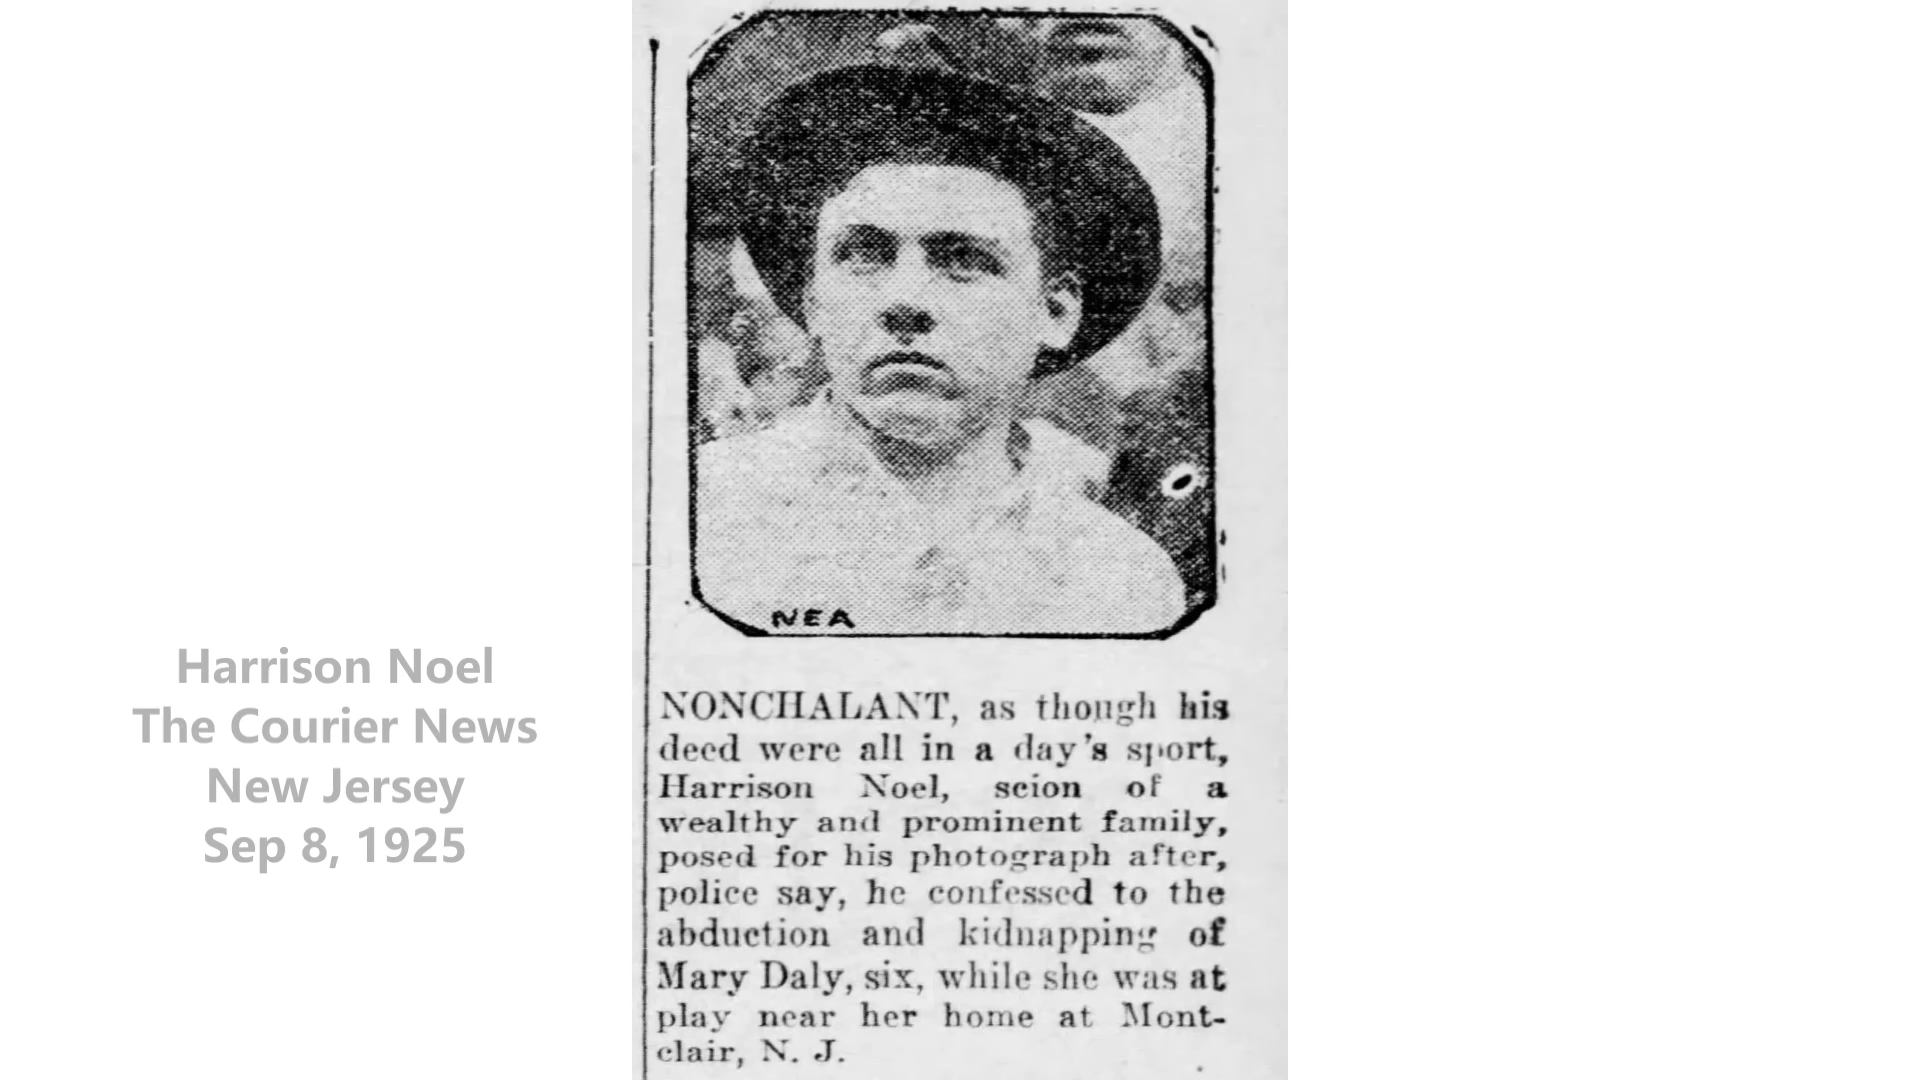 Harrison Noel
The Courier News
New Jersey
Sep 8, 1925
NEA
NONCHALANT, as though his
deed were all in a day's sport,
Harrison Noel, scion of a
wealthy and prominent family,
posed for his photograph after,
police say, he confessed to the
abduction and kidnapping of
Mary Daly, six, while she was at
play near her home at Mont-
clair, N. J.